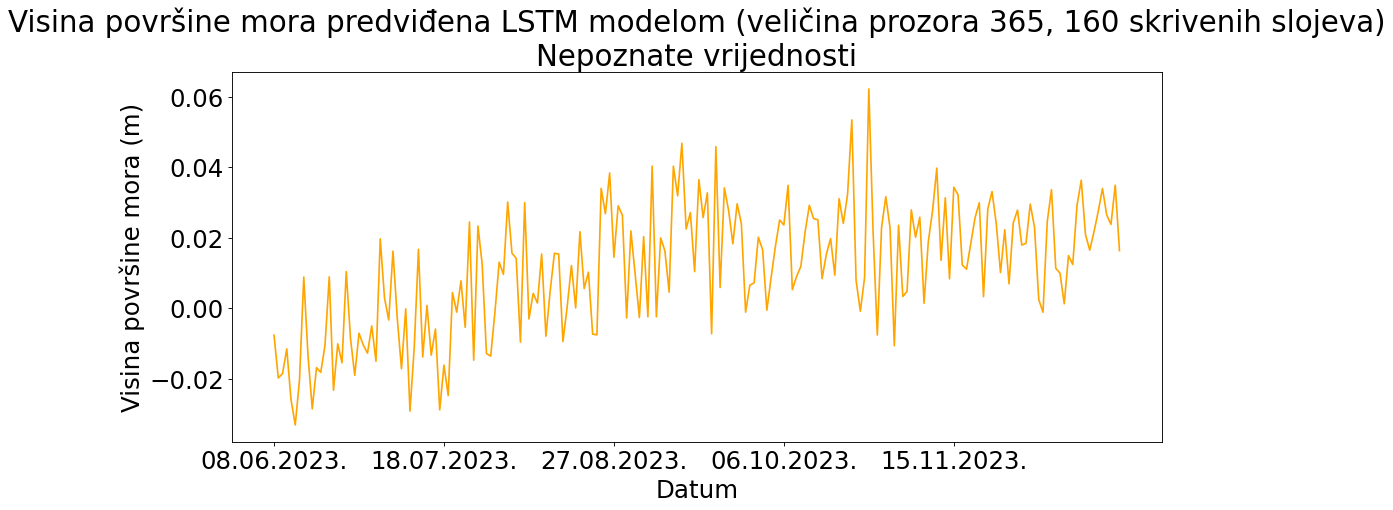 Visina površine mora predviđena LSTM modelom (veličina prozora 365, 160 skrivenih slojeva)
Nepoznate vrijednosti
Visina površine mora (m)
0.06
0.04
0.02
0.00
−0.02
08.06.2023. 18.07.2023. 27.08.2023. 06.10.2023. 15.11.2023.
Datum